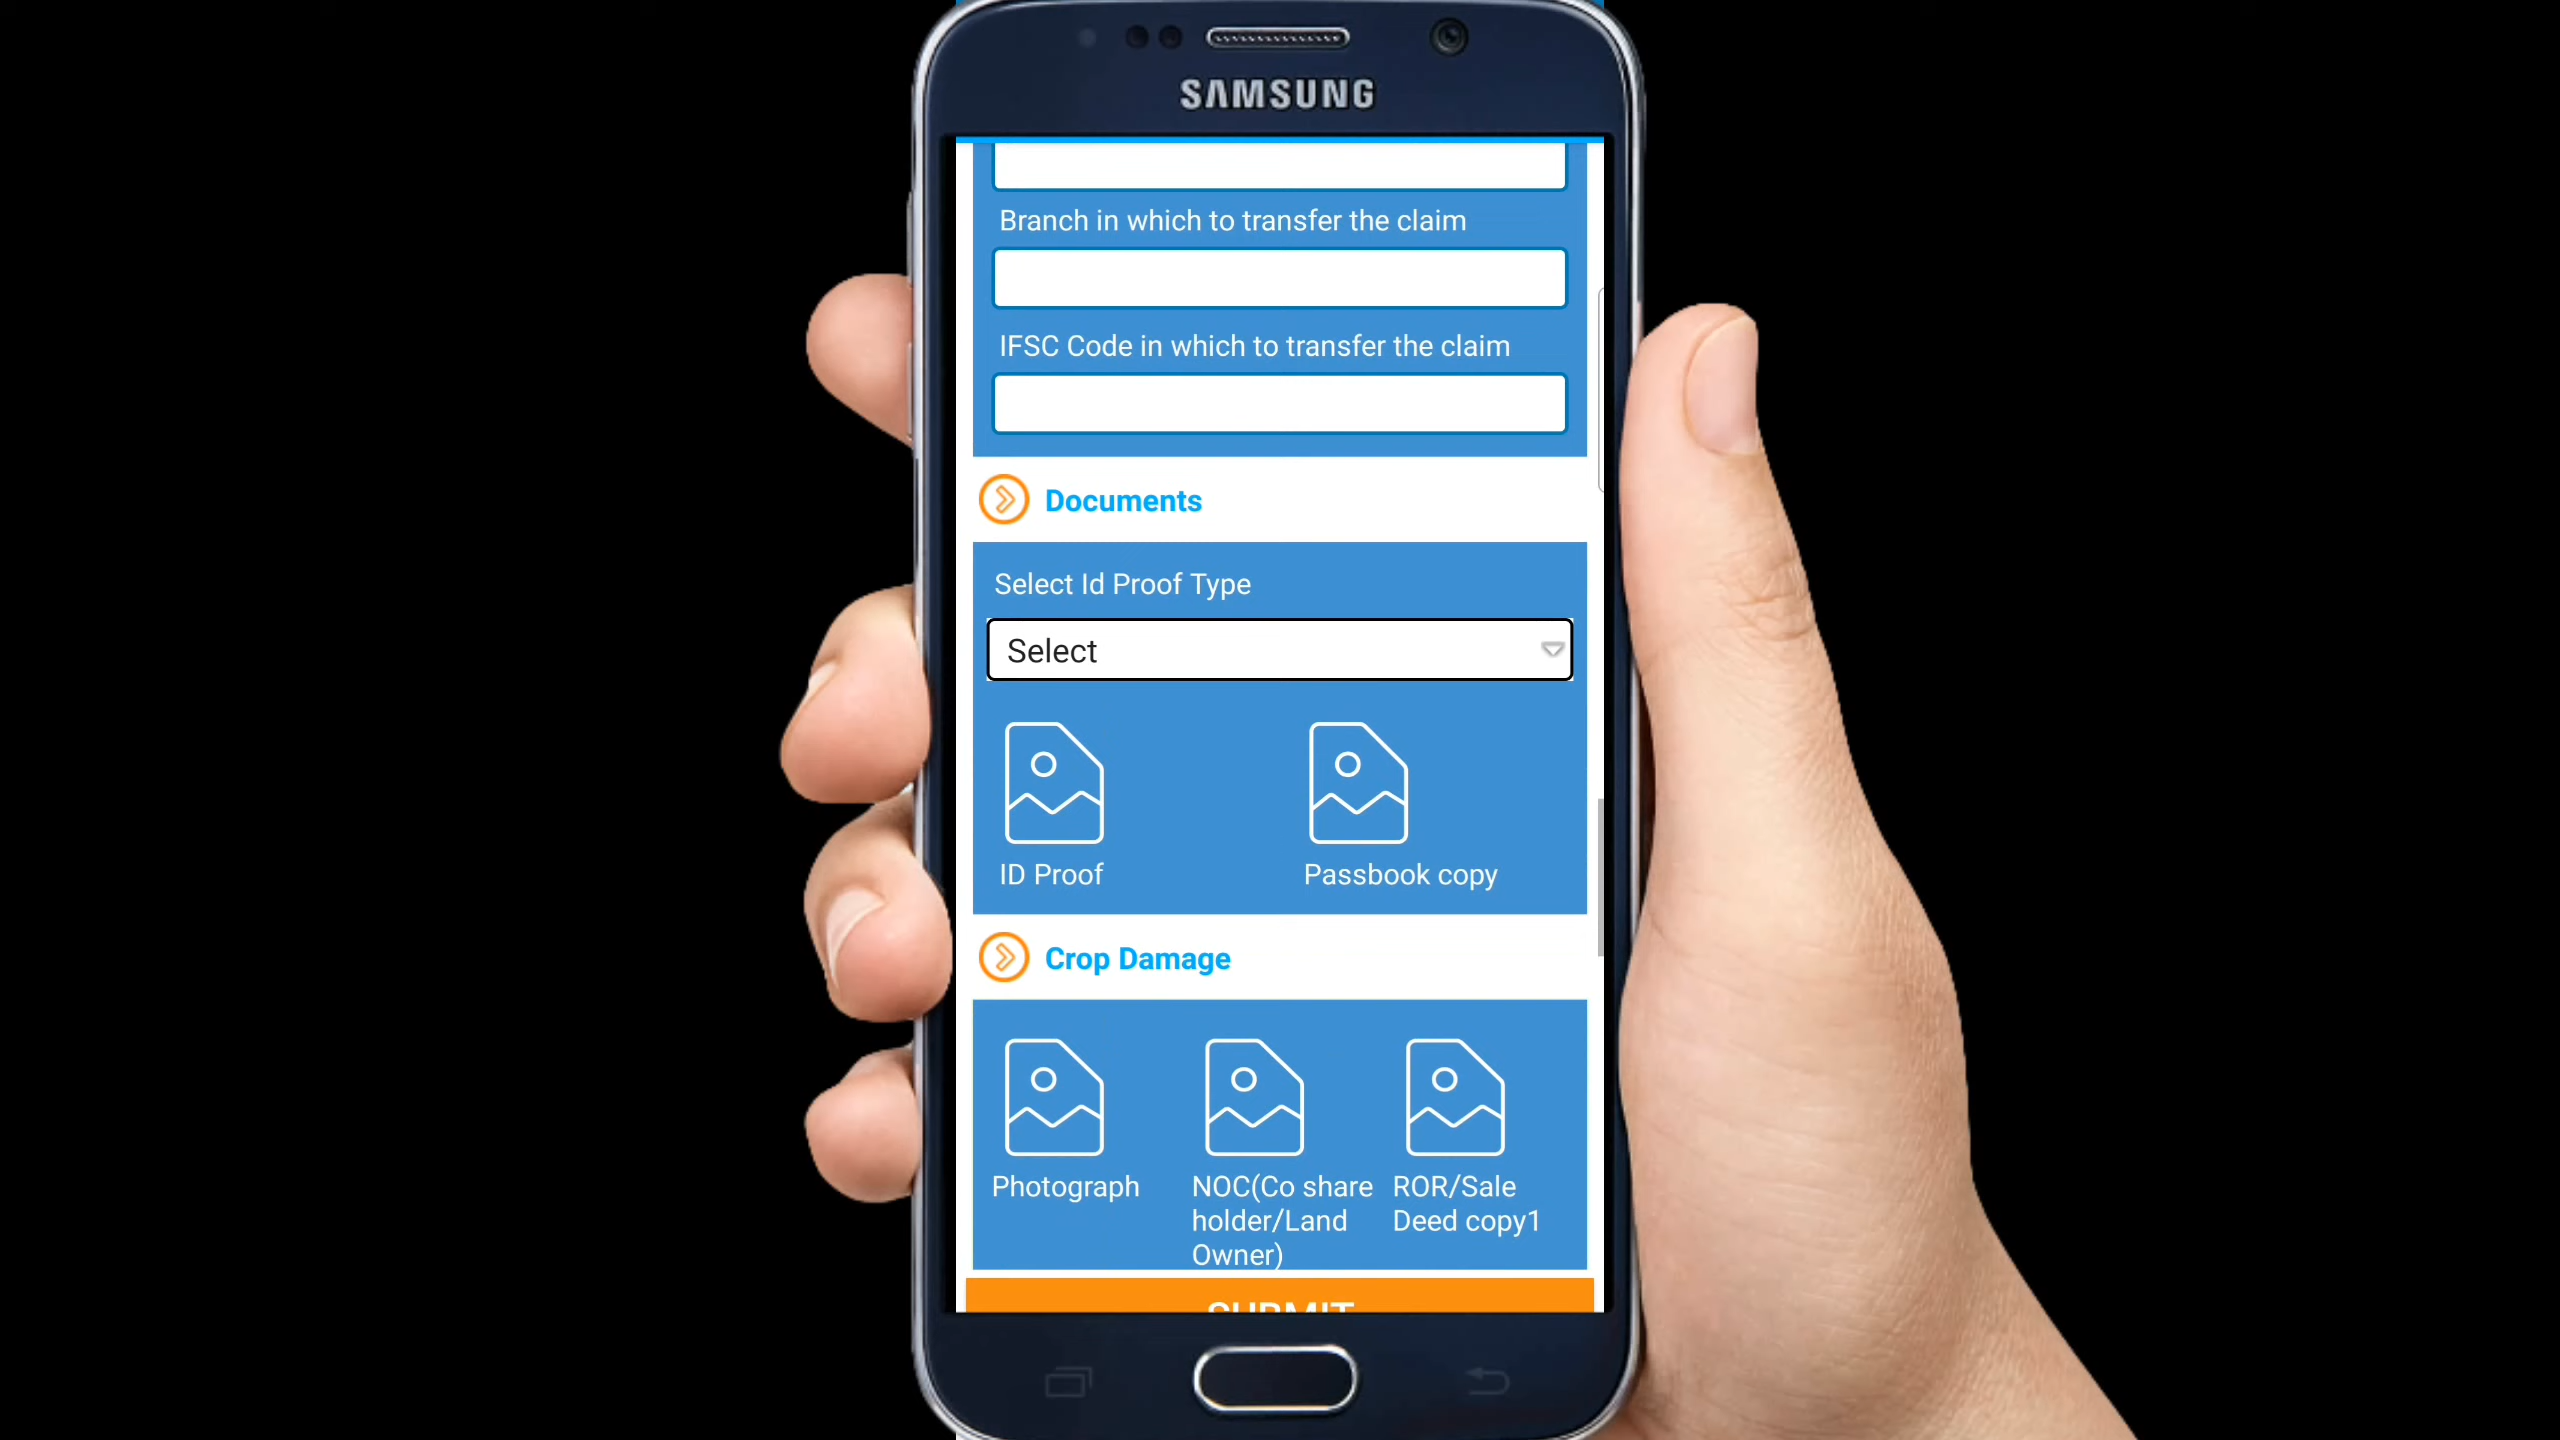 SAMSUNG
Branch in which to transfer the claim
IFSC Code in which to transfer the claim
Documents
Select Id Proof Type
Select
ID Proof
Passbook copy
Crop Damage
Photograph
NOC(Co share
holder/Land
Owner)
ROR/Sale
Deed copy1
SUBMIT